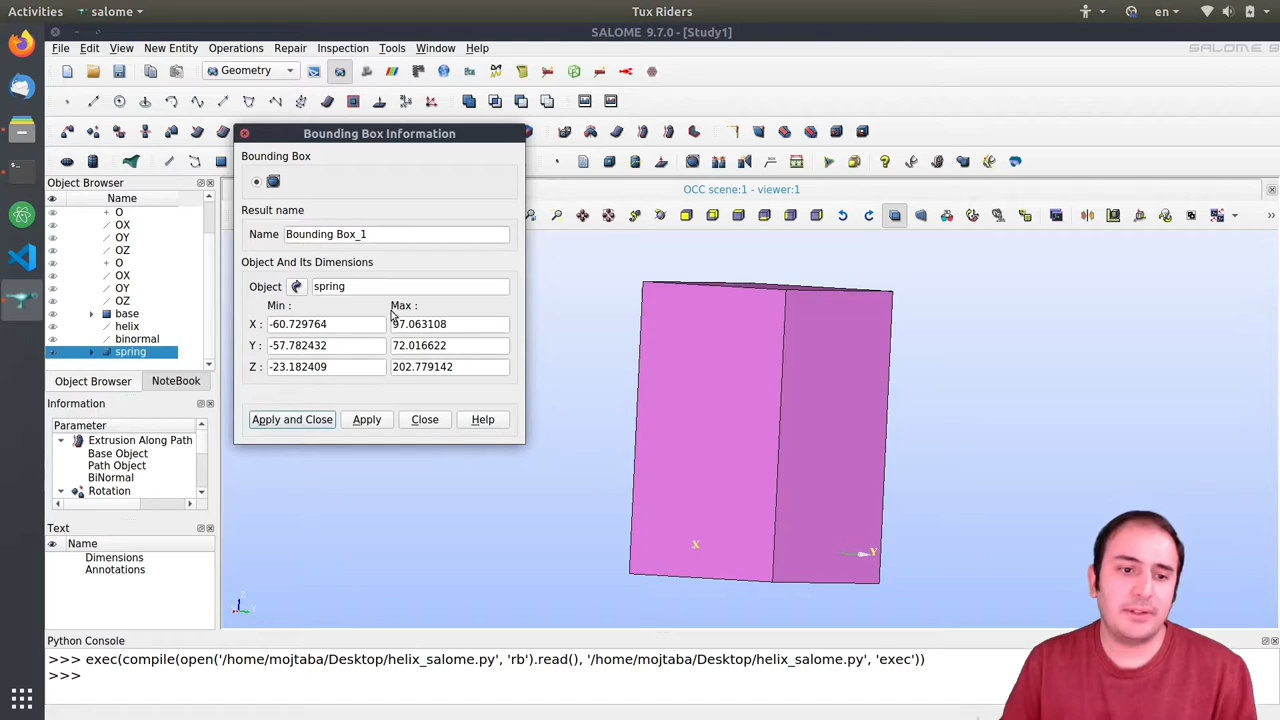 Activities
salome
Tux Riders
en
SALOME 9.7.0 - [Study1]
File Edit View New Entity Operations Repair Inspection Measures Tools Window Help
SALOME 9
Geometry
Bounding Box Information
Bounding Box
Result name
Name Bounding Box_1
Object And Its Dimensions
Object spring
Min : Max :
X : -60.729764 97.063108
Y : -57.782432 72.016622
Z : -23.182409 202.779142
Apply and Close Apply Close Help
Object Browser
Name
O
OX
OY
OZ
O
OX
OY
OZ
base
helix
binormal
spring
Object Browser NoteBook
Information
Parameter
Extrusion Along Path
Base Object
Path Object
BiNormal
Rotation
Text
Name
Dimensions
Annotations
OCC scene:1 - viewer:1
X
Y
Python Console
>>> exec(compile(open('/home/mojtaba/Desktop/helix_salome.py', 'rb').read(), '/home/mojtaba/Desktop/helix_salome.py', 'exec'))
>>>